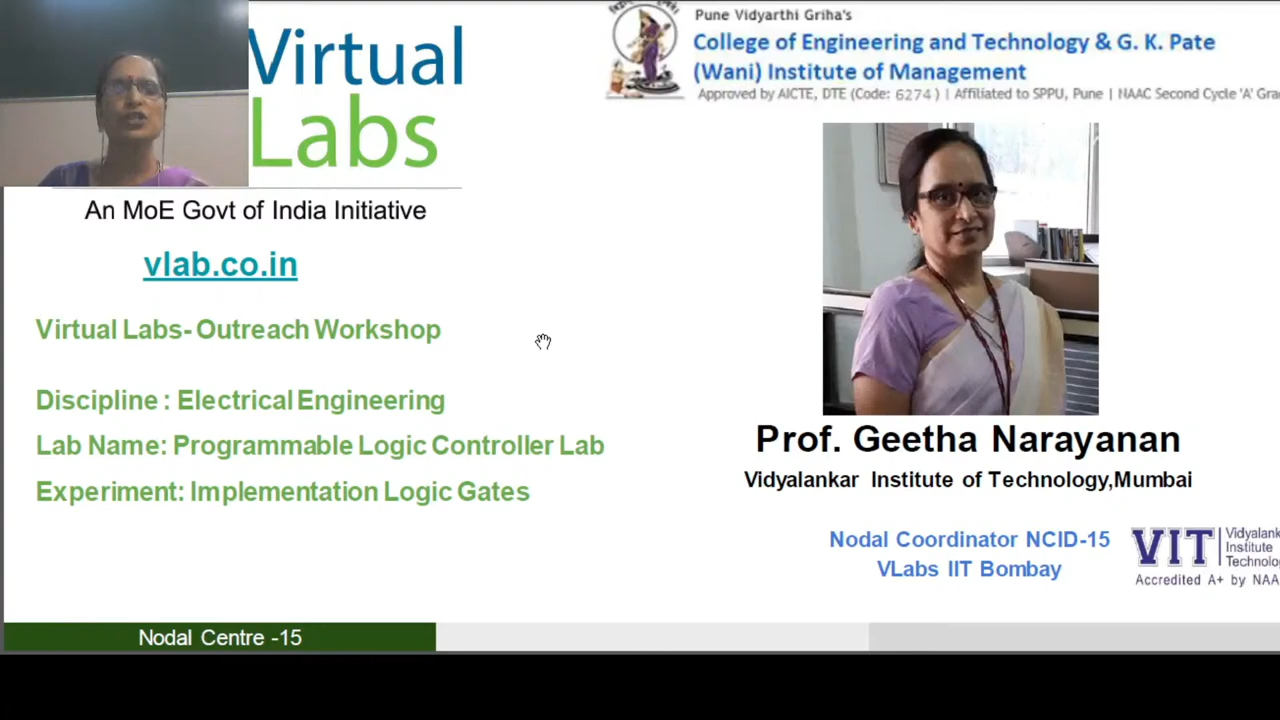 Virtual
Labs
An MoE Govt of India Initiative
vlab.co.in
Virtual Labs- Outreach Workshop
Discipline : Electrical Engineering
Lab Name: Programmable Logic Controller Lab
Experiment: Implementation Logic Gates
Nodal Centre -15
Pune Vidyarthi Griha's
College of Engineering and Technology & G. K. Pate
(Wani) Institute of Management
Approved by AICTE, DTE (Code: 6274 ) | Affiliated to SPPU, Pune | NAAC Second Cycle 'A' Gra
Prof. Geetha Narayanan
Vidyalankar Institute of Technology,Mumbai
Nodal Coordinator NCID-15
VLabs IIT Bombay
VIT
Vidyalank
Institute
Technolog
Accredited A+ by NAA